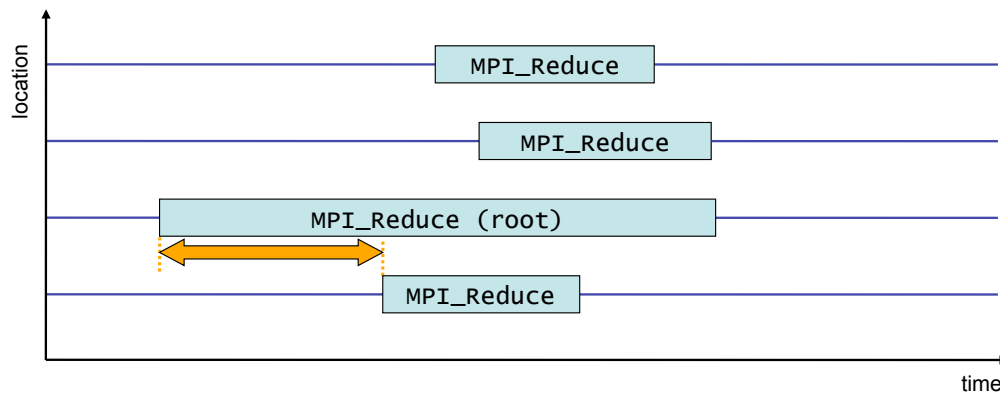 location
MPI_Reduce
MPI_Reduce
MPI_Reduce (root)
MPI_Reduce
time